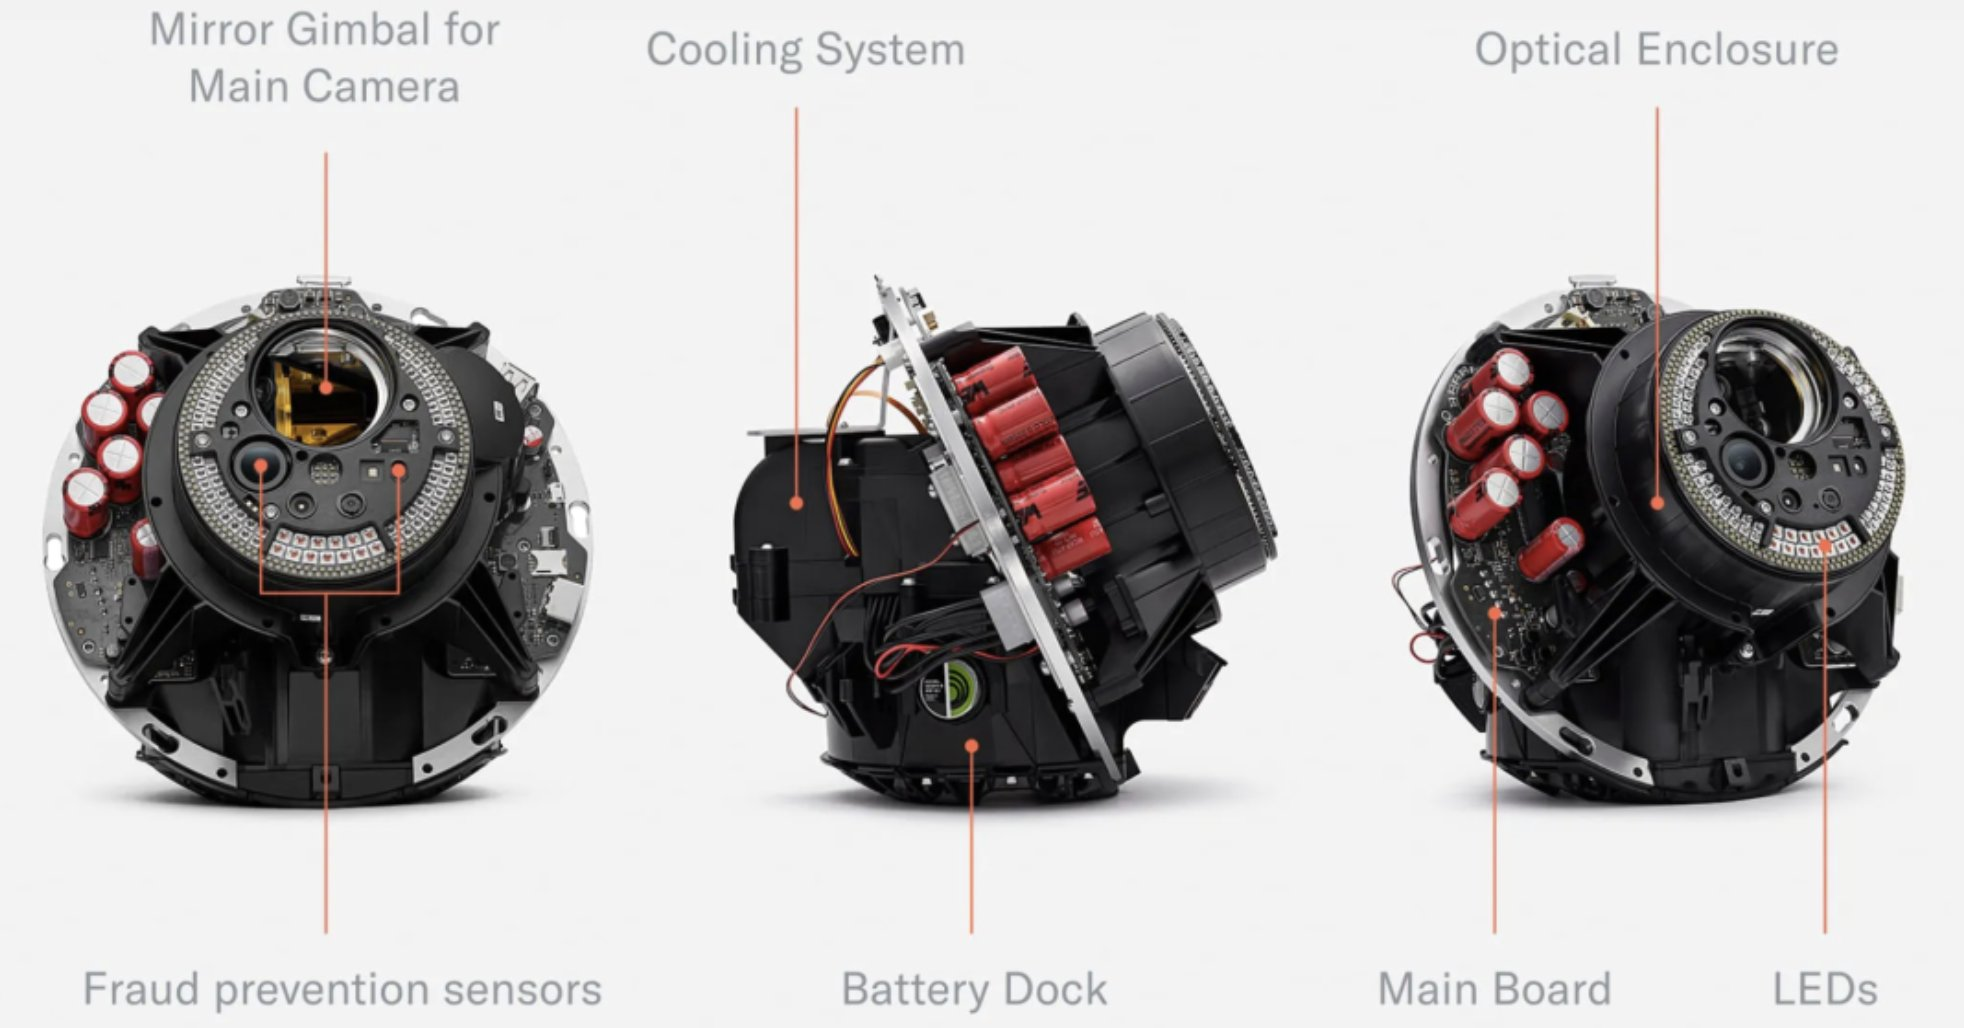 Mirror Gimbal for
Main Camera
Cooling System
Optical Enclosure
Fraud prevention sensors
Battery Dock
Main Board
LEDs